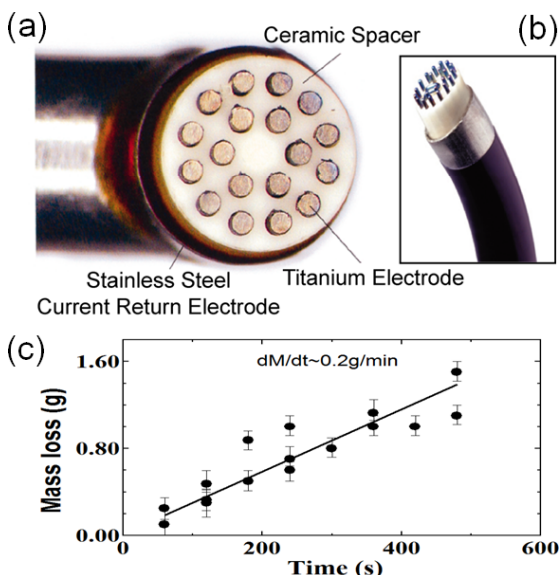 (a)
Ceramic Spacer
(b)
Stainless Steel
Current Return Electrode
Titanium Electrode
(c)
dM/dt~0.2g/min
Mass loss (g)
1.60
0.80
0.00
0
200
400
600
Time (s)